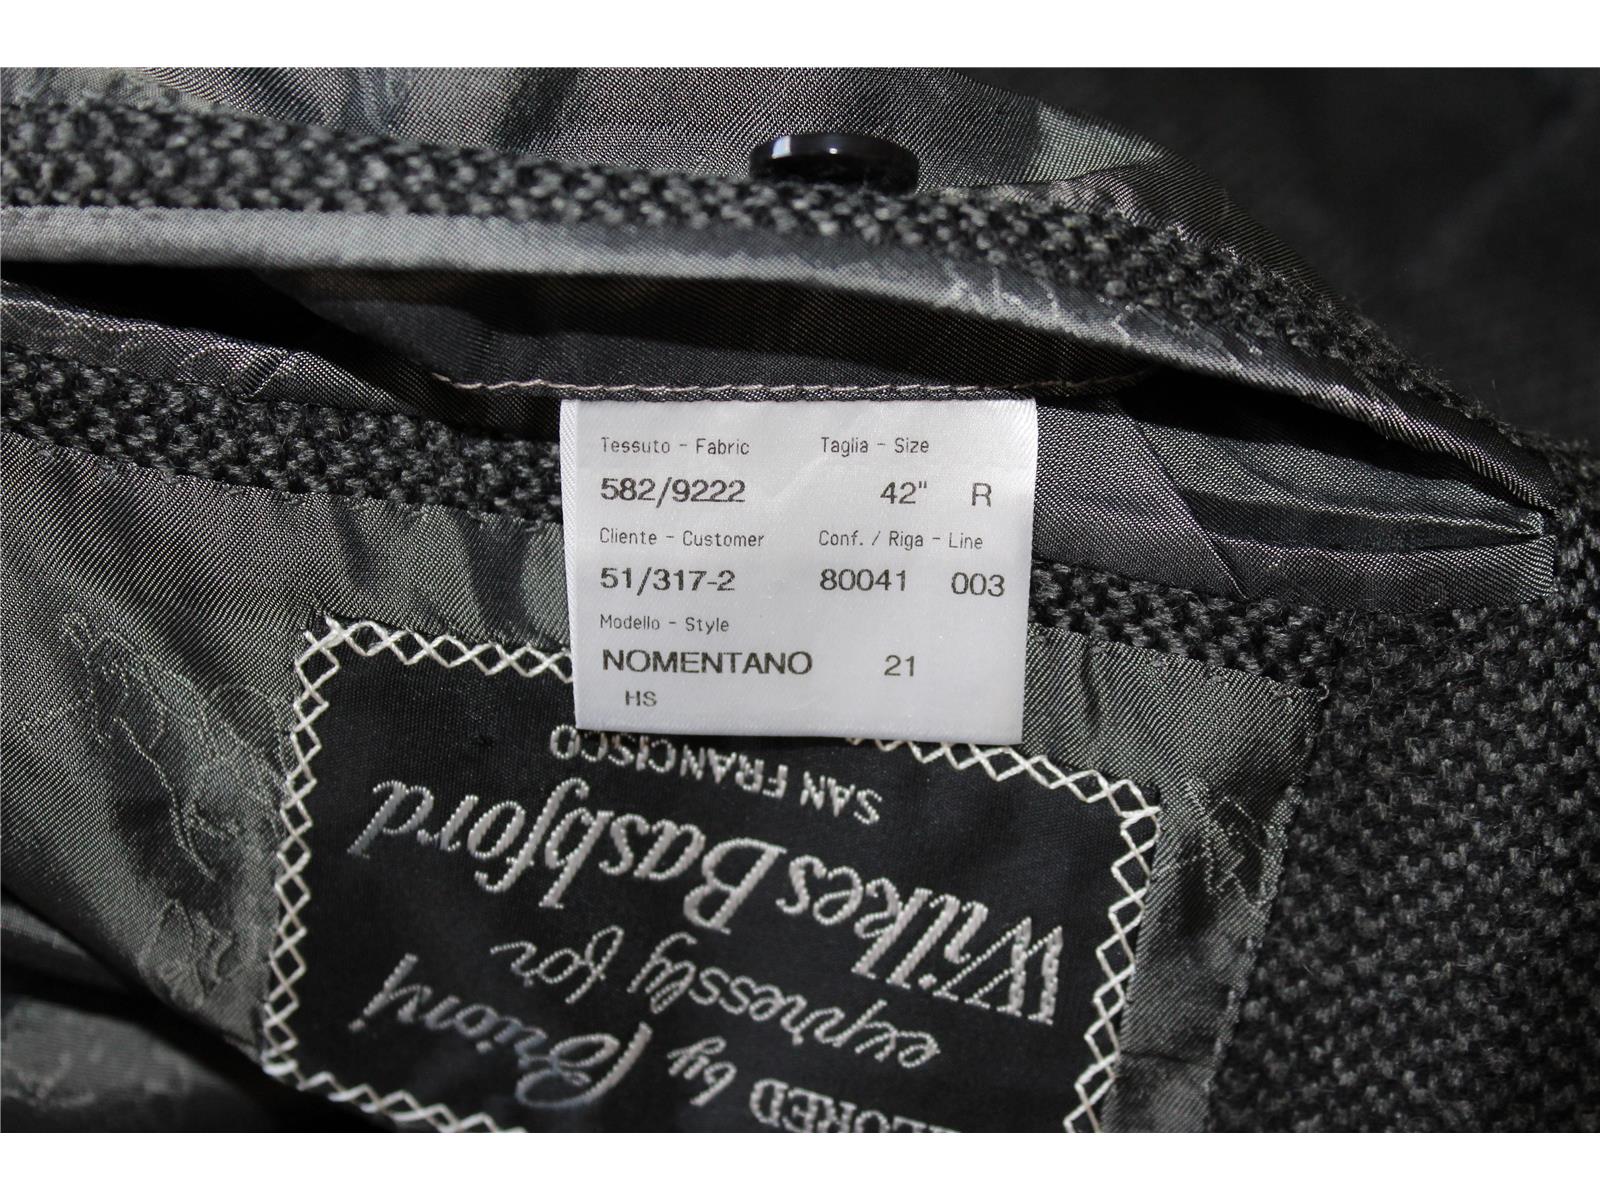 Tessuto - Fabric Taglia - Size
582/9222 42" R
Cliente - Customer Conf. / Riga - Line
51/317-2 80041 003
Modello - Style
NOMENTANO 21
HS
by Brioni
expressly for
Wilkes Bashford
SAN FRANCISCO